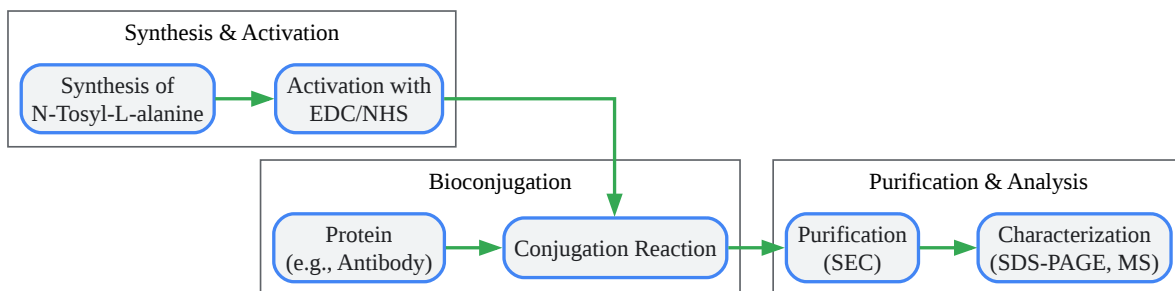 Synthesis & Activation
Synthesis of
N-Tosyl-L-alanine
Activation with
EDC/NHS
Bioconjugation
Protein
(e.g., Antibody)
Conjugation Reaction
Purification & Analysis
Purification
(SEC)
Characterization
(SDS-PAGE, MS)